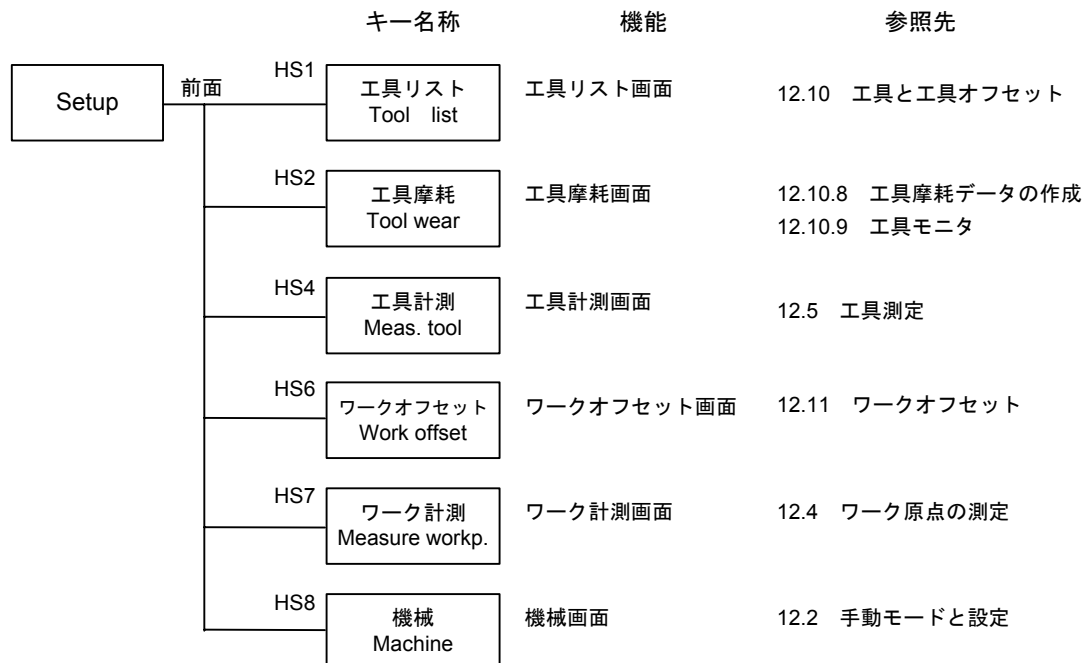 キー名称 機能 参照先
Setup 前面 HS1 工具リスト 工具リスト画面 12.10 工具と工具オフセット
Tool list
HS2 工具摩耗 工具摩耗画面 12.10.8 工具摩耗データの作成
Tool wear 12.10.9 工具モニタ
HS4 工具計測 工具計測画面 12.5 工具測定
Meas. tool
HS6 ワークオフセット ワークオフセット画面 12.11 ワークオフセット
Work offset
HS7 ワーク計測 ワーク計測画面 12.4 ワーク原点の測定
Measure workp.
HS8 機械 機械画面 12.2 手動モードと設定
Machine